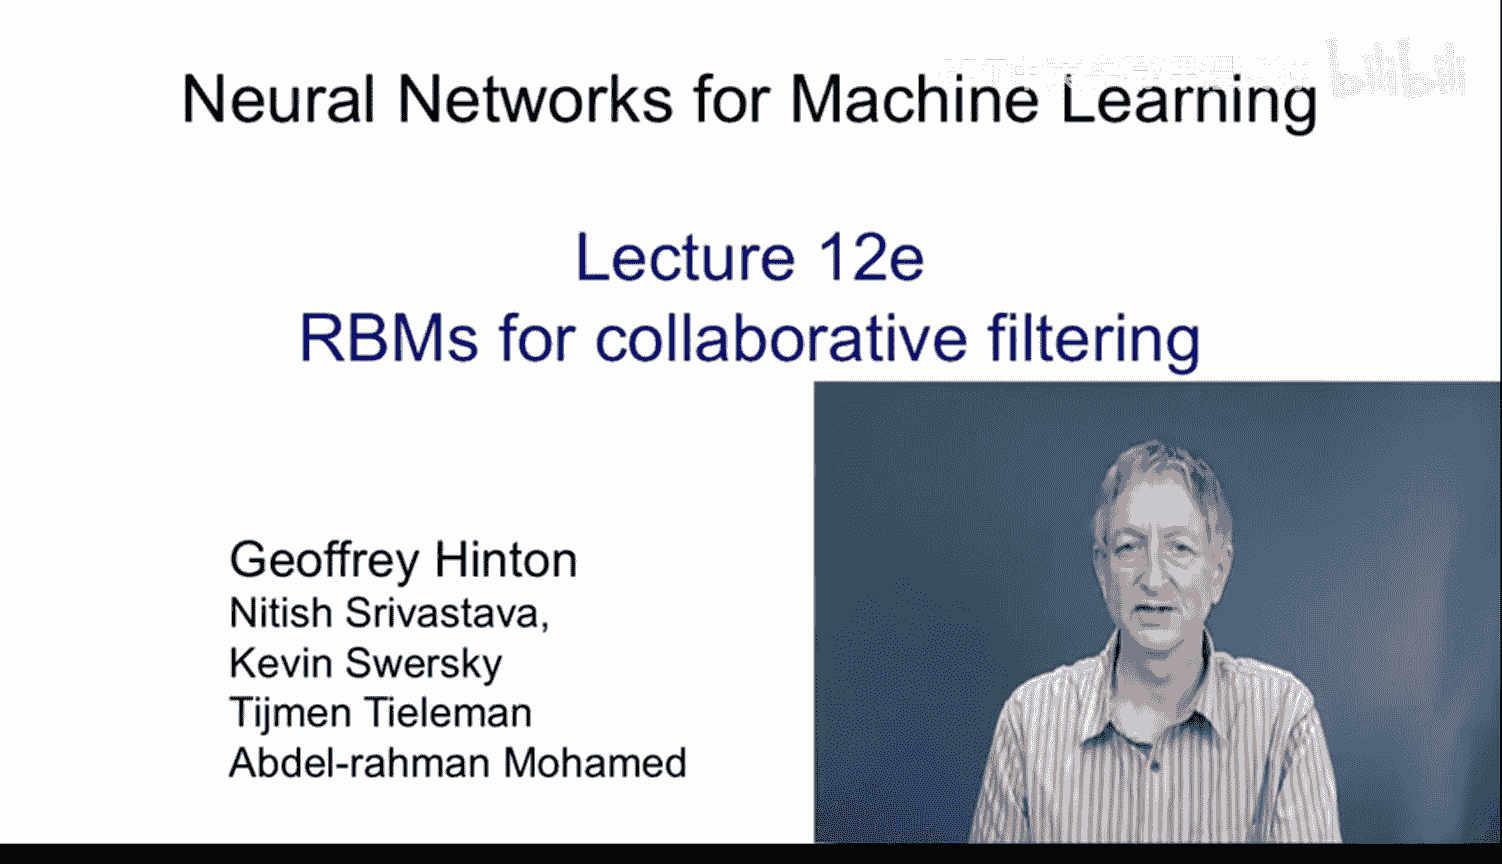 Neural Networks for Machine Learning
Lecture 12e
RBMs for collaborative filtering
Geoffrey Hinton
Nitish Srivastava,
Kevin Swersky
Tijmen Tieleman
Abdel-rahman Mohamed
bilibili